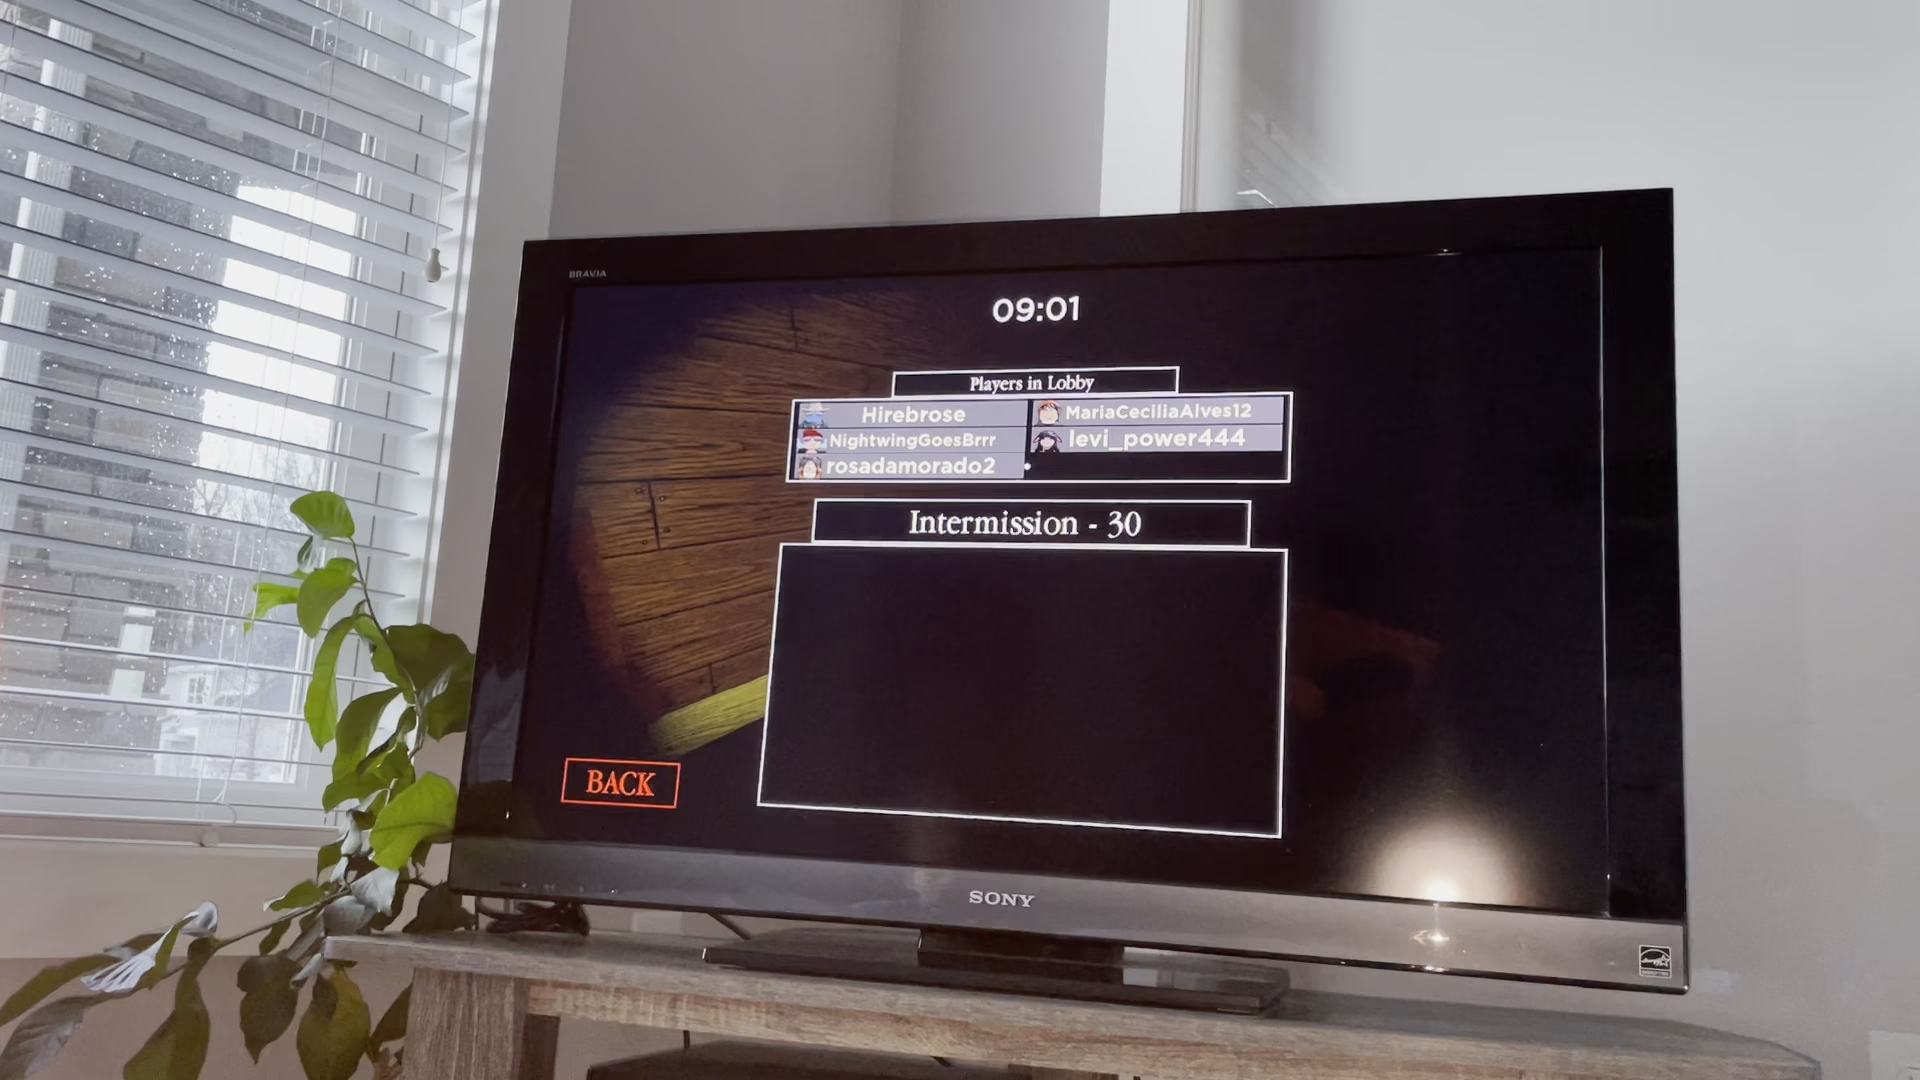 BRAVIA
09:01
Players in Lobby
Hirebrose
MariaCeciliaAlves12
NightwingGoesBrrr
levi_power444
rosadamorado2
Intermission - 30
BACK
SONY